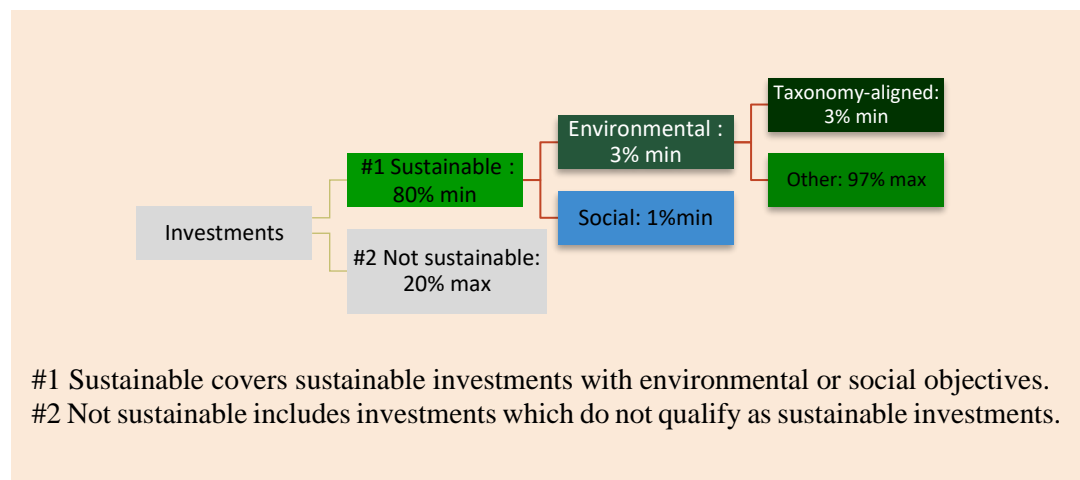 Investments
#1 Sustainable :
80% min
#2 Not sustainable:
20% max
Environmental :
3% min
Social: 1%min
Taxonomy-aligned:
3% min
Other: 97% max
#1 Sustainable covers sustainable investments with environmental or social objectives.
#2 Not sustainable includes investments which do not qualify as sustainable investments.